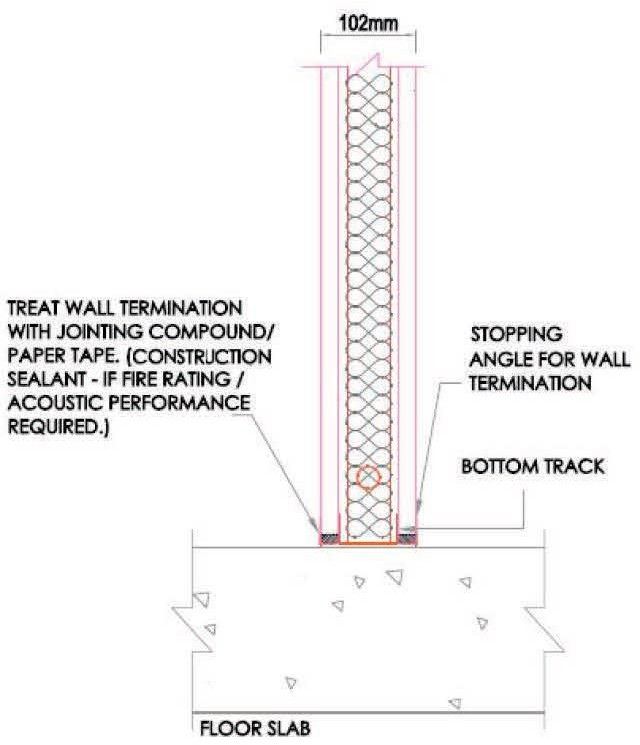 102mm
TREAT WALL TERMINATION
WITH JOINTING COMPOUND/
PAPER TAPE. (CONSTRUCTION
SEALANT - IF FIRE RATING /
ACOUSTIC PERFORMANCE
REQUIRED.)
STOPPING
ANGLE FOR WALL
TERMINATION
BOTTOM TRACK
FLOOR SLAB